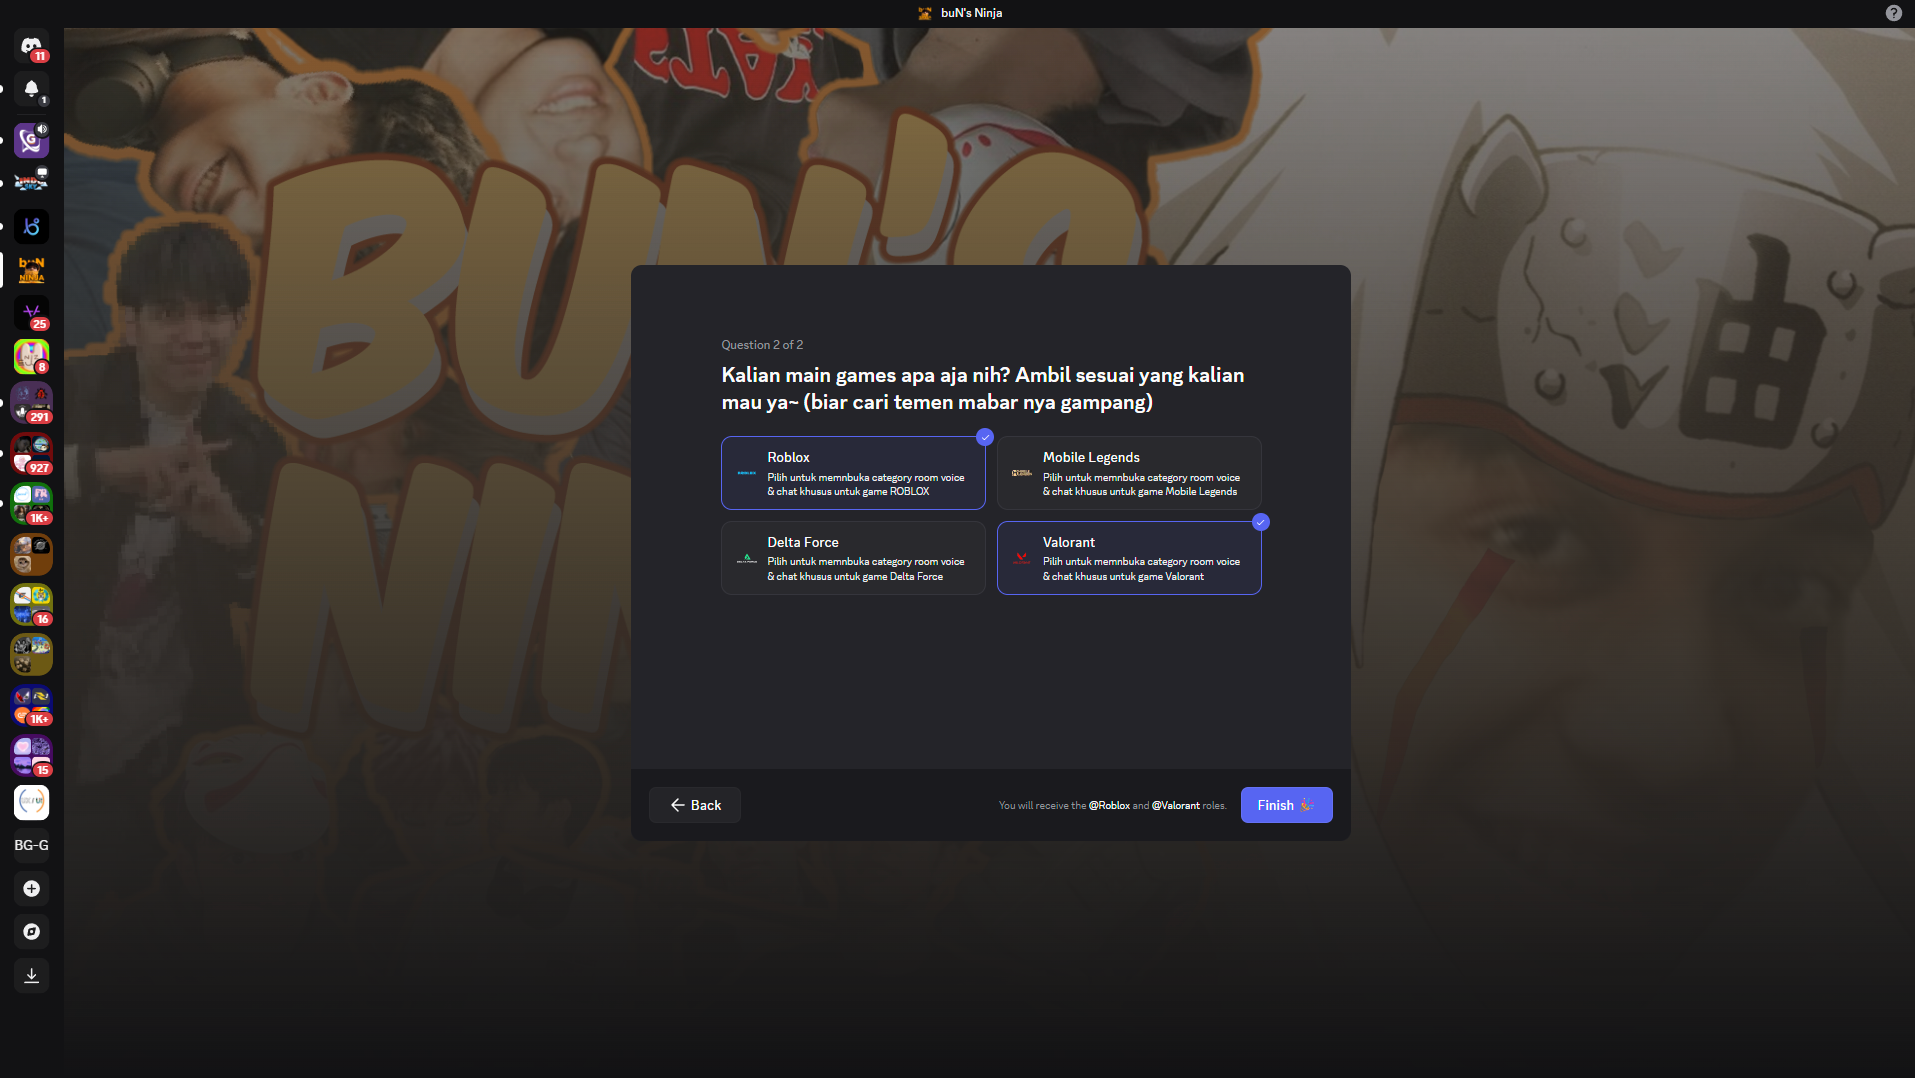 buN's Ninja
?
11
1
G
25
8
291
927
1K+
16
1K+
15
BG-G
BUN'S
NIN
油
Question 2 of 2
Kalian main games apa aja nih? Ambil sesuai yang kalian
mau ya~ (biar cari temen mabar nya gampang)
Roblox
Pilih untuk memnbuka category room voice
& chat khusus untuk game ROBLOX
Mobile Legends
Pilih untuk memnbuka category room voice
& chat khusus untuk game Mobile Legends
Delta Force
Pilih untuk memnbuka category room voice
& chat khusus untuk game Delta Force
Valorant
Pilih untuk memnbuka category room voice
& chat khusus untuk game Valorant
Back
You will receive the @Roblox and @Valorant roles.
Finish